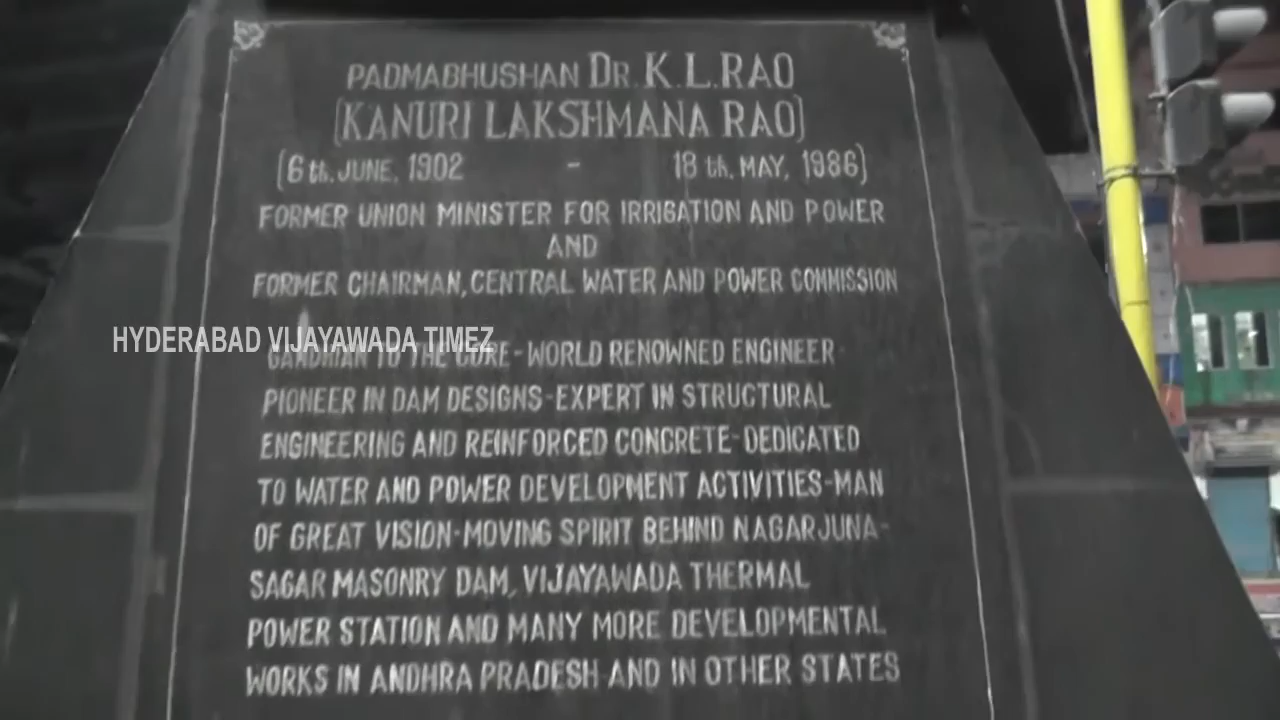 PADMABHUSHAN DR. K.L.RAO
(KANURI LAKSHMANA RAO)
(6 th. JUNE, 1902 - 18 th. MAY, 1986)
FORMER UNION MINISTER FOR IRRIGATION AND POWER
AND
FORMER CHAIRMAN, CENTRAL WATER AND POWER COMMISSION
HYDERABAD VIJAYAWADA TIMEZ
GANDHIAN TO THE CORE-WORLD RENOWNED ENGINEER-
PIONEER IN DAM DESIGNS-EXPERT IN STRUCTURAL
ENGINEERING AND REINFORCED CONCRETE-DEDICATED
TO WATER AND POWER DEVELOPMENT ACTIVITIES-MAN
OF GREAT VISION-MOVING SPIRIT BEHIND NAGARJUNA-
SAGAR MASONRY DAM, VIJAYAWADA THERMAL
POWER STATION AND MANY MORE DEVELOPMENTAL
WORKS IN ANDHRA PRADESH AND IN OTHER STATES